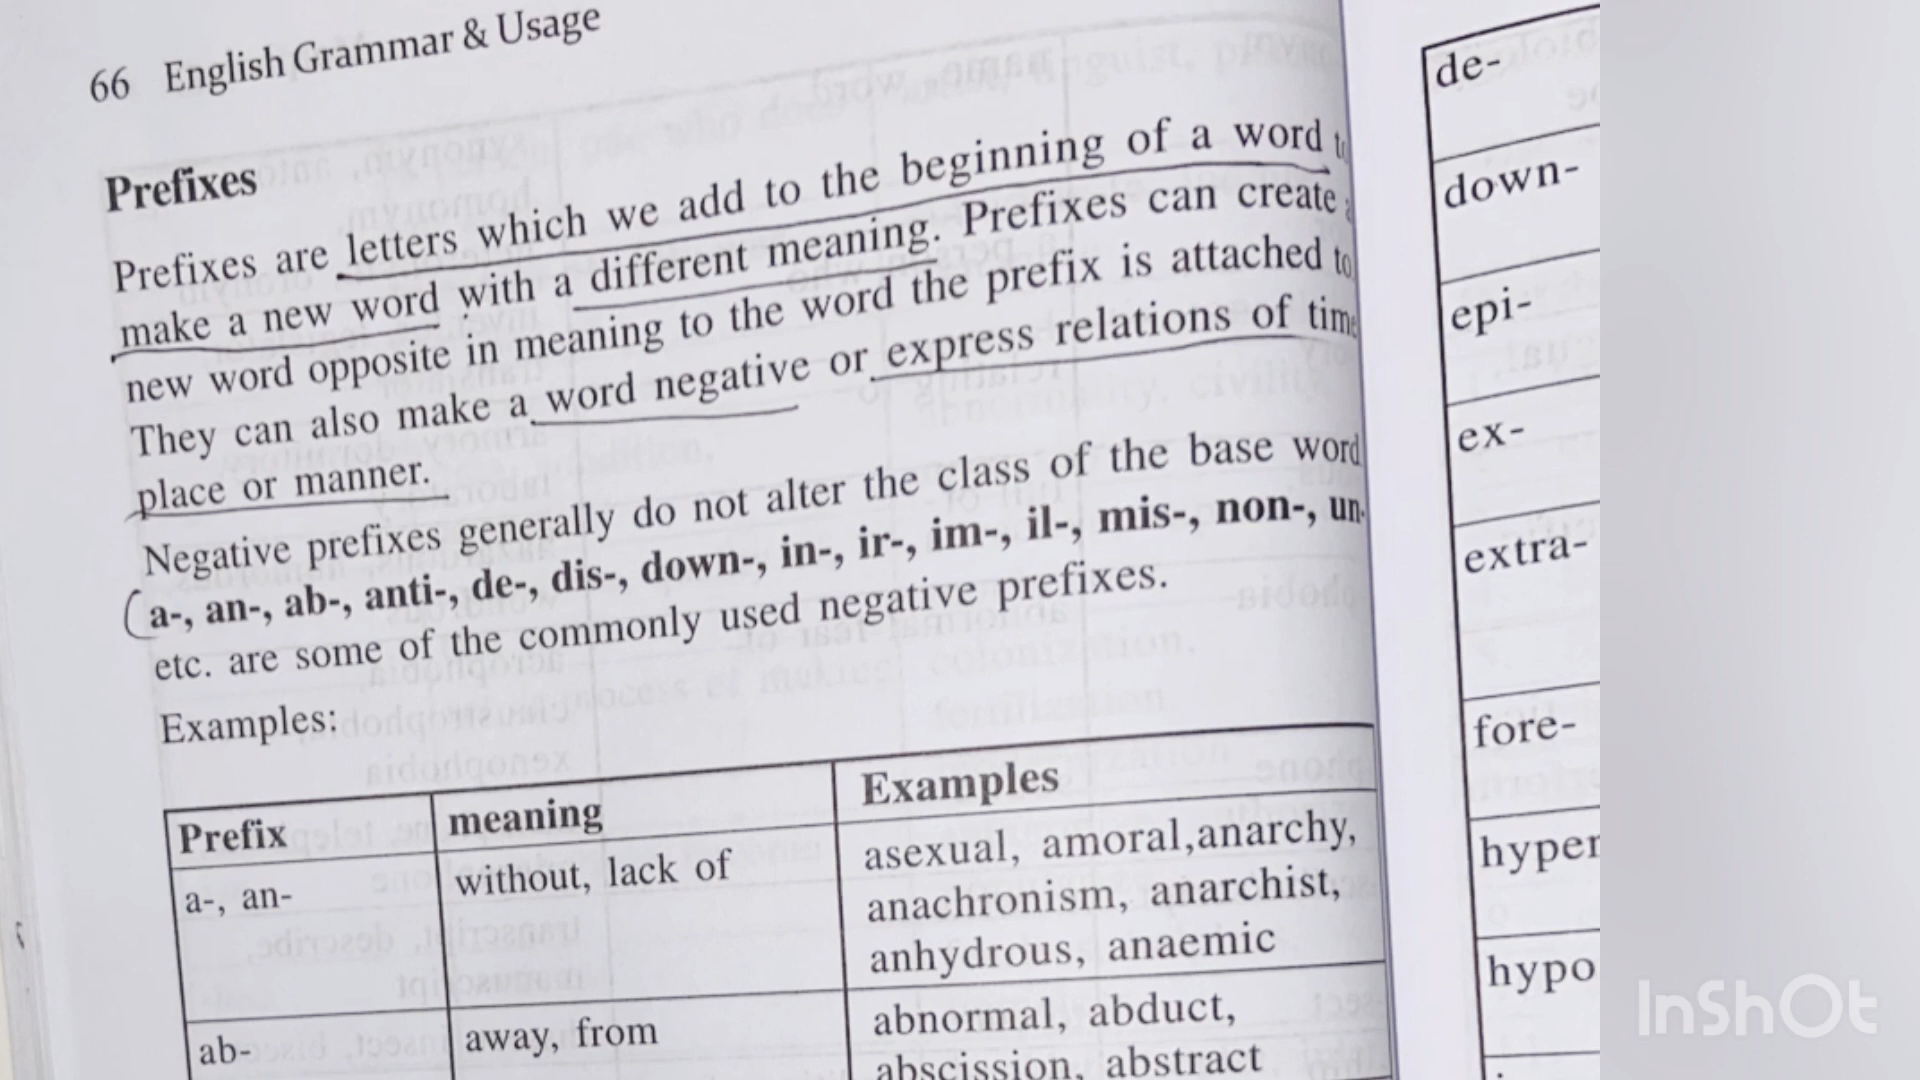 66 English Grammar & Usage
Prefixes
Prefixes are letters which we add to the beginning of a word
make a new word with a different meaning. Prefixes can create
new word opposite in meaning to the word the prefix is attached to
They can also make a word negative or express relations of time
place or manner.
Negative prefixes generally do not alter the class of the base word
a-, an-, ab-, anti-, de-, dis-, down-, in-, ir-, im-, il-, mis-, non-, un-
etc. are some of the commonly used negative prefixes.
Examples:
Prefix meaning Examples
a-, an- without, lack of asexual, amoral,anarchy,
anachronism, anarchist,
anhydrous, anaemic
ab- away, from abnormal, abduct,
abscission, abstract
de-
down-
epi-
ex-
extra-
fore-
hyper
hypo
InShOt